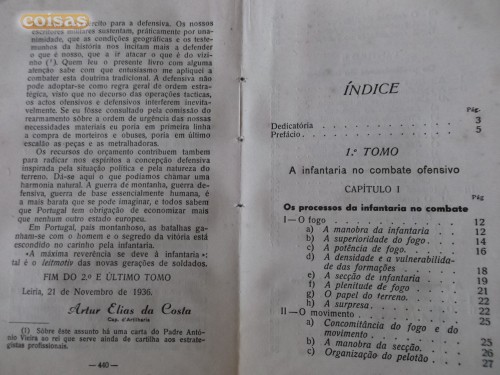 coisas
ército para a defensiva. Os nossos
escritores militares sustentam, pràticamente por una-
nimidade, que as condições geográficas e os teste-
munhos da história nos incitam mais a defender
o que é nosso, que a ir atacar o que é do vizi-
nho (¹). Quem leu o presente livro com alguma
atenção sabe com que entusiasmo me apliquei a
combater esta doutrina tradicional. A defensiva não
pode adoptar-se como regra geral de ordem estra-
tégica, visto que no decurso das operações tácticas,
os actos ofensivos e defensivos interferem inevita-
velmente. Se eu fôsse consultado pela comissão do
rearmamento sôbre a ordem de urgência das nossas
necessidades materiais eu poria em primeira linha
a compra de morteiros e obuses, poria em último
escalão as peças e as metralhadoras.
Os recursos do orçamento contribuem também
para radicar nos espíritos a concepção defensiva
inspirada pela situação política e pela natureza do
terreno. Dá-se aqui o que podíamos chamar uma
harmonia natural. A guerra de montanha, guerra de-
fensiva, guerra de base essencialmente humana, é
a mais barata que se pode imaginar, e todos sabem
que Portugal tem obrigação de economizar mais
que nenhum outro estado europeu.
Em Portugal, país montanhoso, as batalhas ga-
nham-se com o homem e o segrêdo da vitória está
escondido no carinho pela infantaria.
«A máxima reverência se deve à infantaria»
tal é o leitmotiv das novas gerações de soldados.
FIM DO 2.º E ÚLTIMO TOMO
Leiria, 21 de Novembro de 1936.
Artur Elias da Costa
Cap. d'Artilharia
(1) Sôbre êste assunto há uma carta do Padre Antó-
nio Vieira ao rei que serve ainda de cartilha aos estrate-
gistas profissionais.
— 440 —
ÍNDICE
Pág.
Dedicatória . . . . . . . . . . 3
Prefácio. . . . . . . . . . . 5
1.º TOMO
A infantaria no combate ofensivo
CAPÍTULO I
Pág
Os processos da infantaria no combate
I — O fogo . . . . . . . . . . 12
a) A manobra da infantaria . . . 12
b) A superioridade do fogo . . . 14
c) A potência de fogo. . . . . 16
d) A densidade e a vulnerabilida-
de das formações . . . . . 18
e) A secção de infantaria . . . 19
f) A plenitude de fogo . . . . 21
g) O papel do terreno. . . . . 21
h) A surpresa . . . . . . . 22
II — O movimento . . . . . . . .
a) Concomitância do fogo e do
movimento . . . . . . . 25
b) A manobra da secção. . . . 25
c) Organização do pelotão . . . 26
27